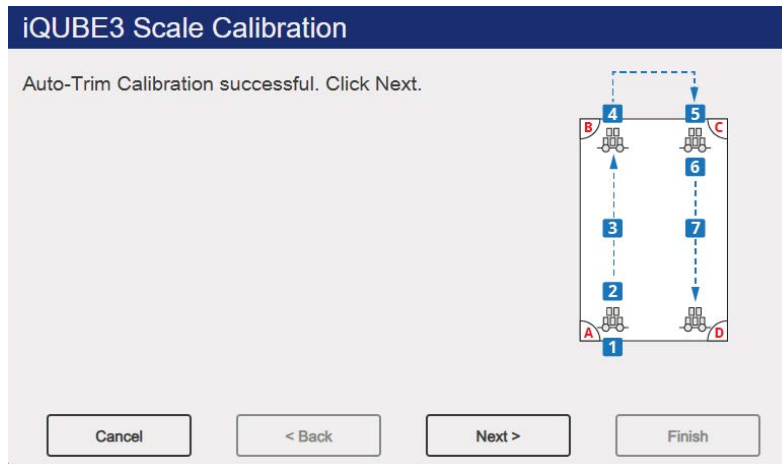 iQUBE3 Scale Calibration
Auto-Trim Calibration successful. Click Next.
4 5
B C
6
3 7
2
A D
1
Cancel < Back Next > Finish